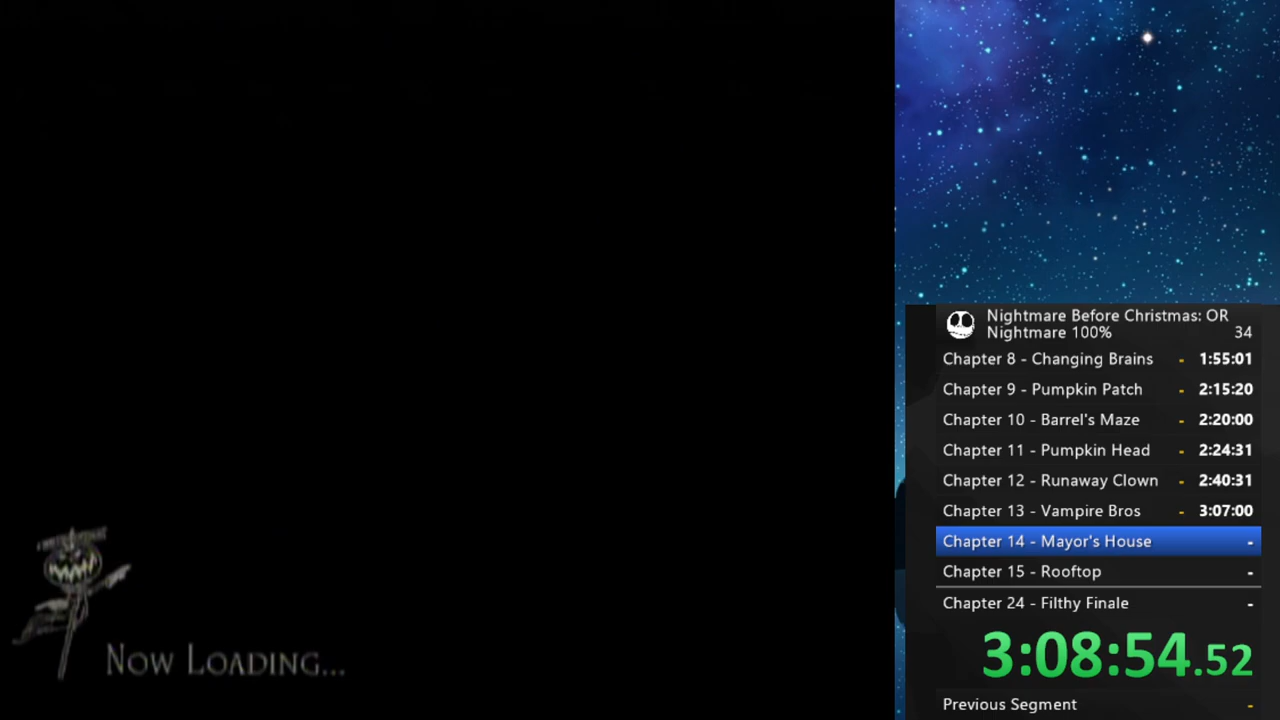 Now Loading...
Nightmare Before Christmas: OR
Nightmare 100% 34
Chapter 8 - Changing Brains - 1:55:01
Chapter 9 - Pumpkin Patch - 2:15:20
Chapter 10 - Barrel's Maze - 2:20:00
Chapter 11 - Pumpkin Head - 2:24:31
Chapter 12 - Runaway Clown - 2:40:31
Chapter 13 - Vampire Bros - 3:07:00
Chapter 14 - Mayor's House -
Chapter 15 - Rooftop -
Chapter 24 - Filthy Finale -
3:08:54.52
Previous Segment -